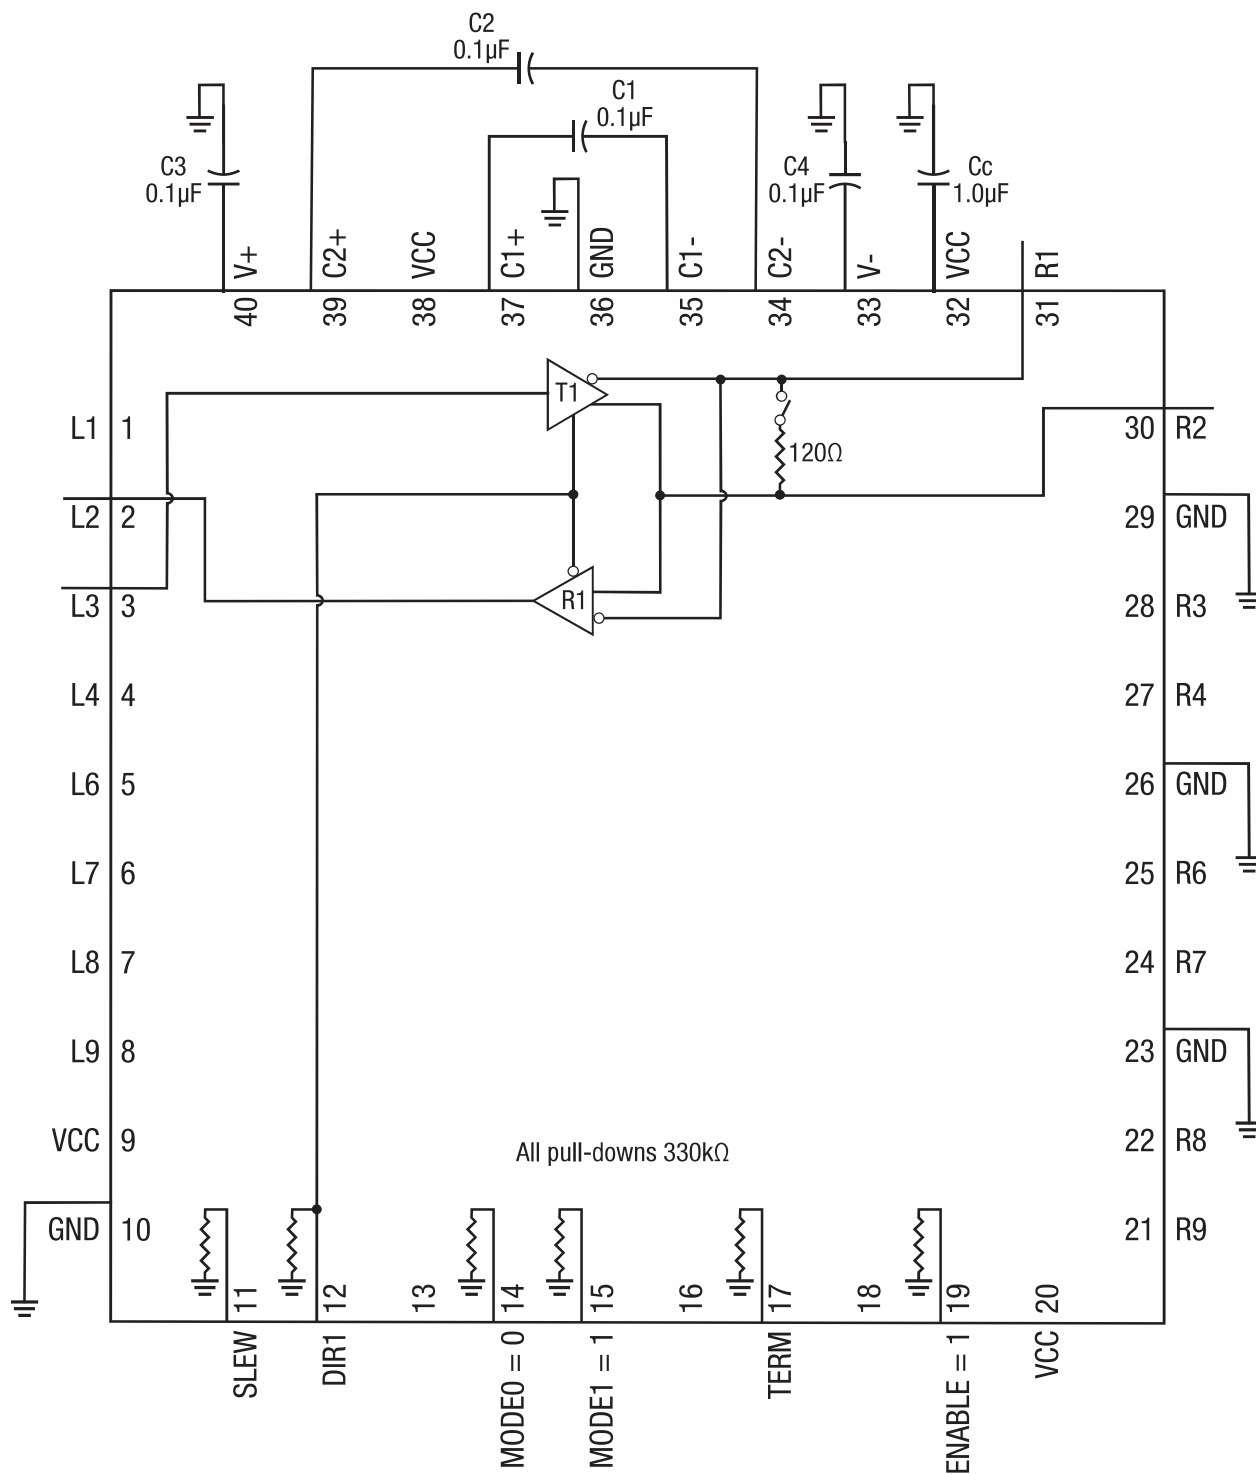 C2
0.1µF
C1
0.1µF
C3
0.1µF
C4
0.1µF
Cc
1.0µF
V+
C2+
VCC
C1+
GND
C1-
C2-
V-
VCC
R1
40
39
38
37
36
35
34
33
32
31
T1
L1 1
30 R2
120Ω
L2 2
29 GND
R1
L3 3
28 R3
L4 4
27 R4
L6 5
26 GND
L7 6
25 R6
L8 7
24 R7
L9 8
23 GND
VCC 9
22 R8
All pull-downs 330kΩ
GND 10
21 R9
11
12
13
14
15
16
17
18
19
20
SLEW
DIR1
MODE0 = 0
MODE1 = 1
TERM
ENABLE = 1
VCC